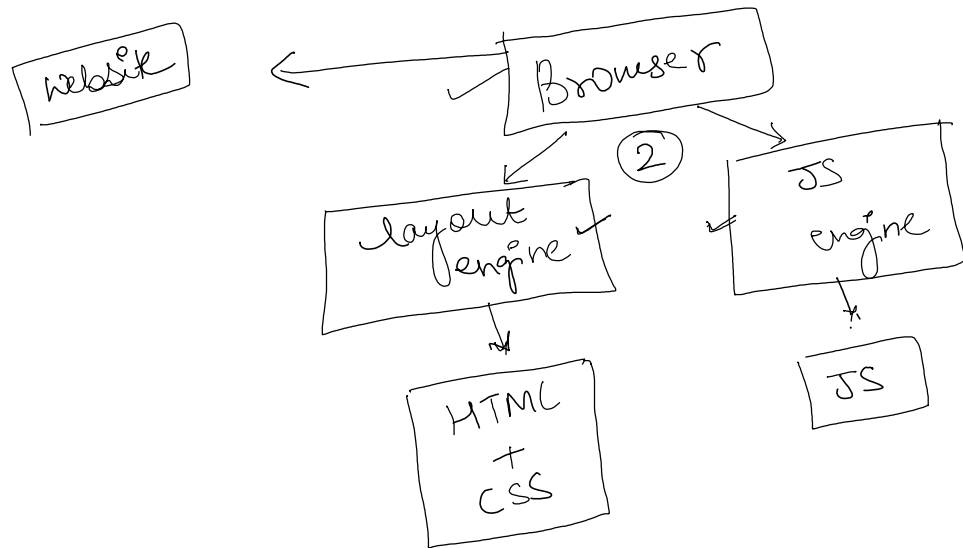 website
Browser
2
layout
engine
JS
engine
HTML
+
CSS
JS